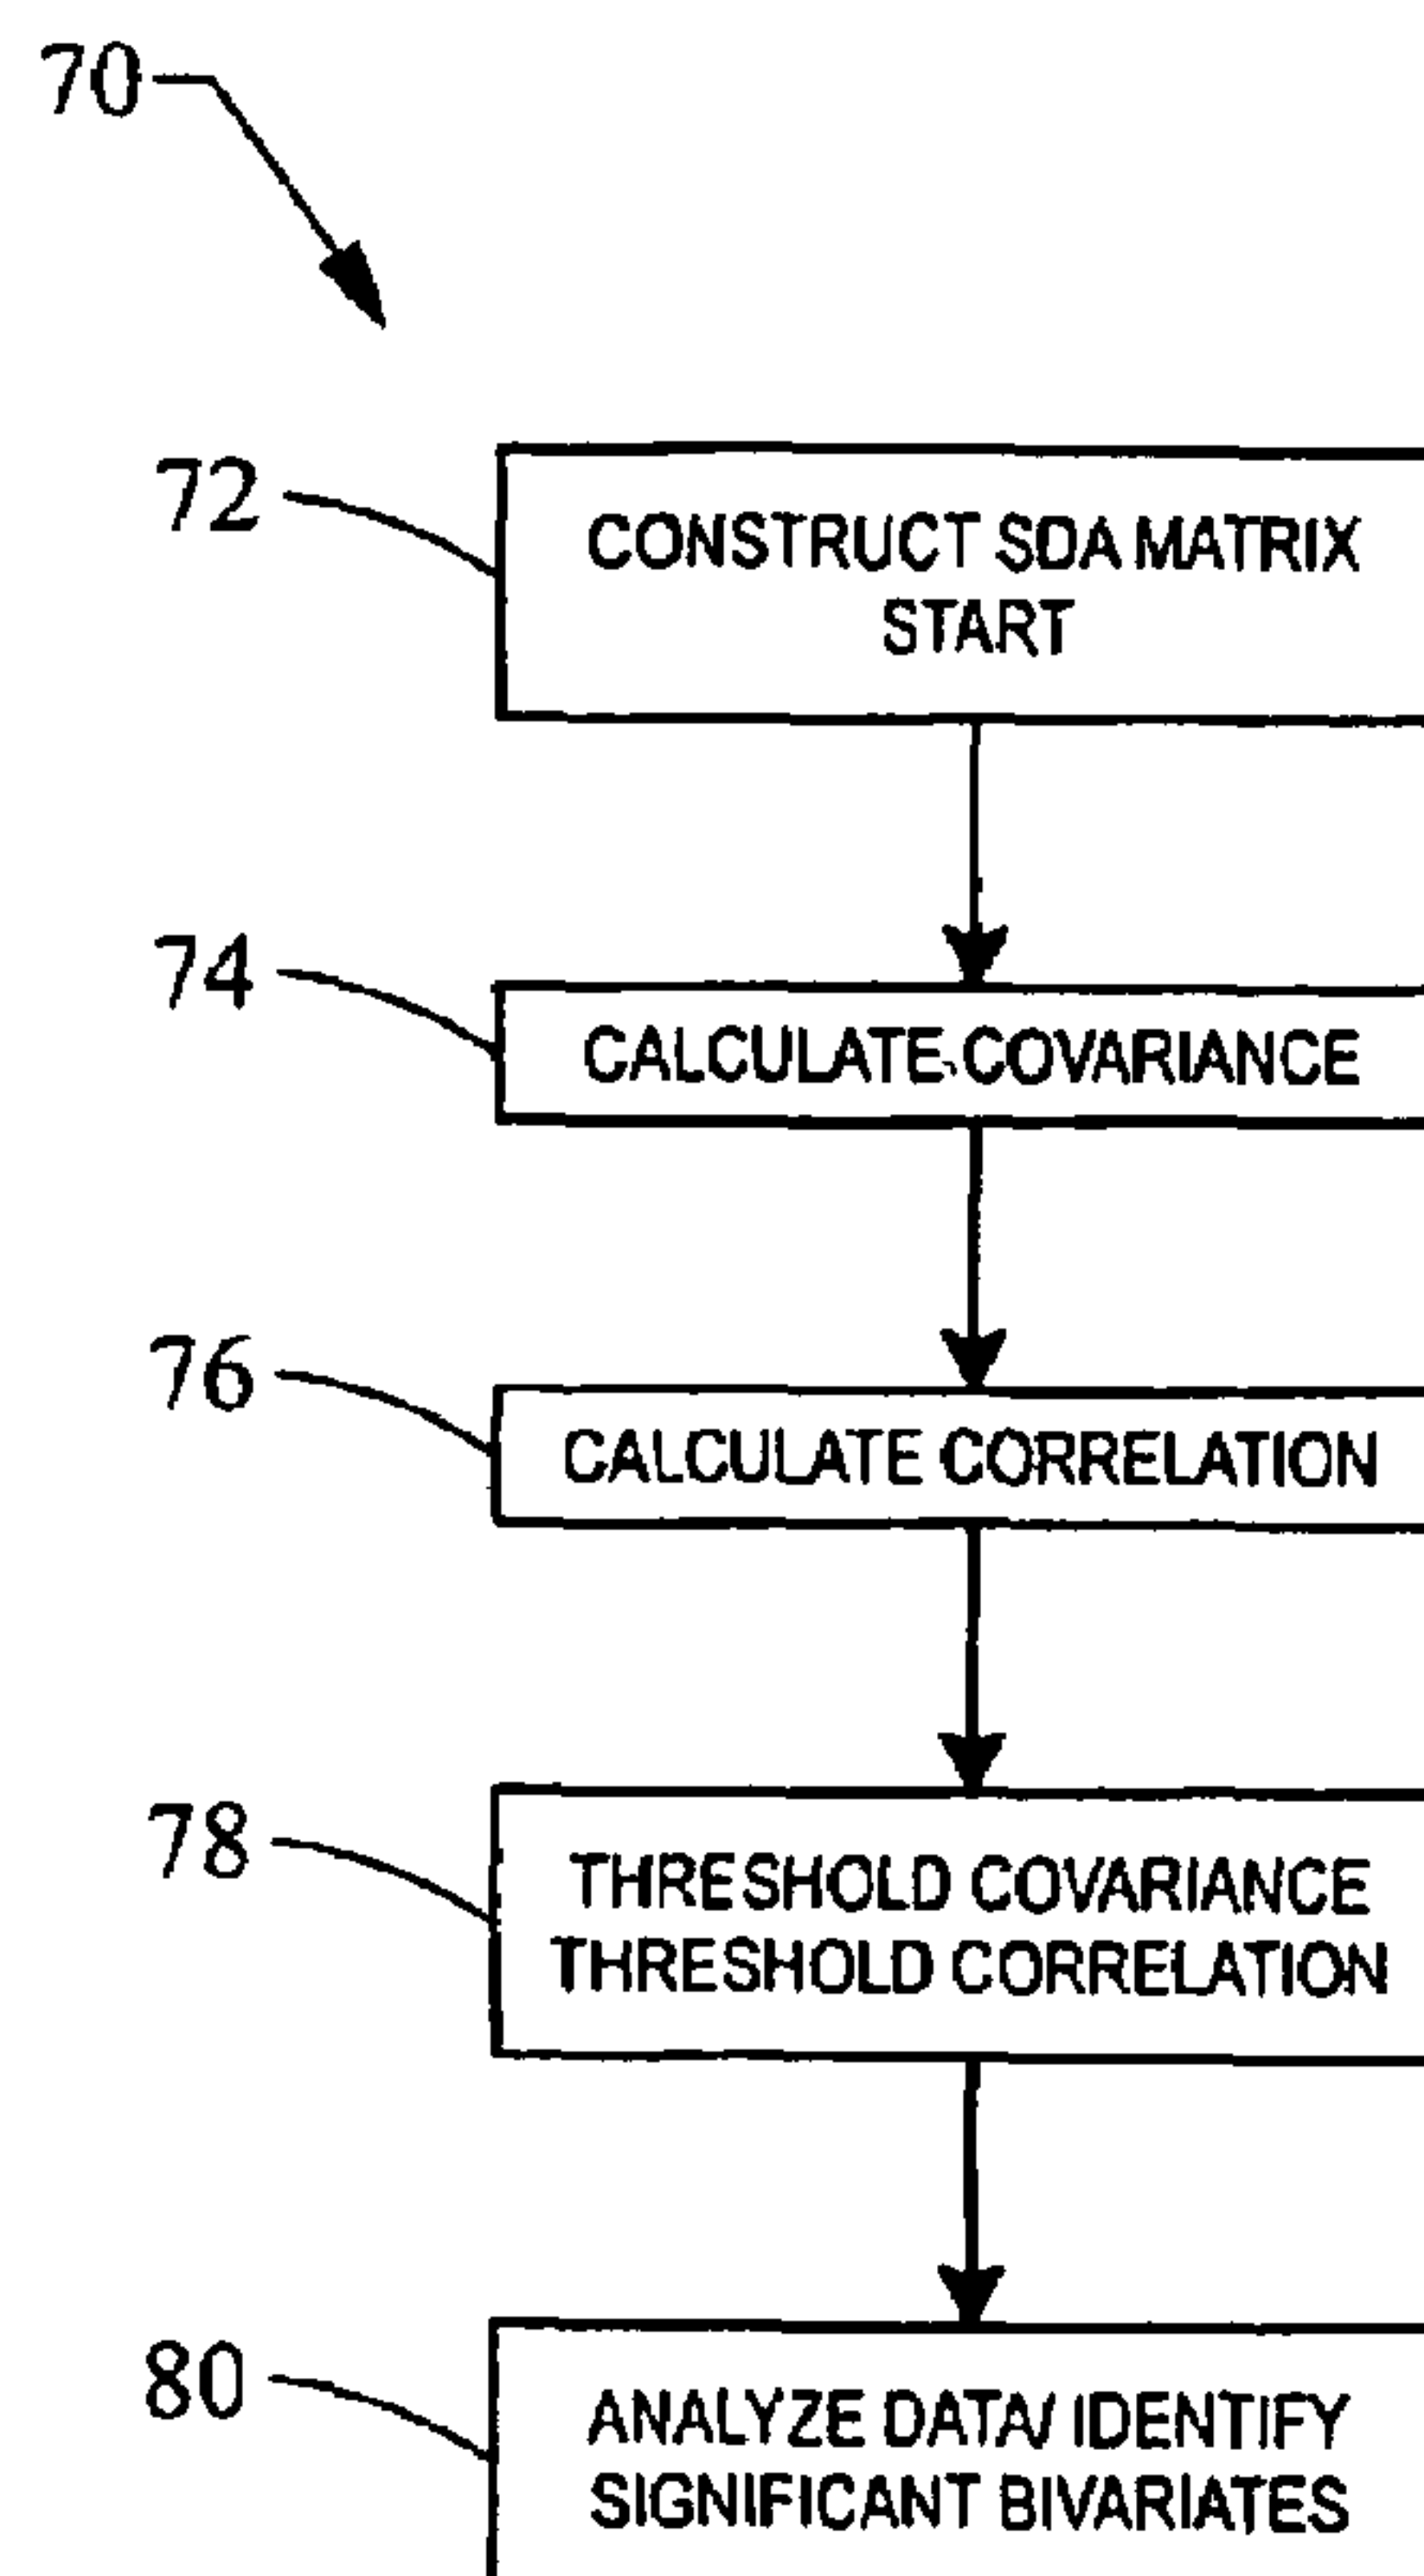 70
72
CONSTRUCT SDA MATRIX
START
74
CALCULATE COVARIANCE
76
CALCULATE CORRELATION
78
THRESHOLD COVARIANCE
THRESHOLD CORRELATION
80
ANALYZE DATA/ IDENTIFY
SIGNIFICANT BIVARIATES